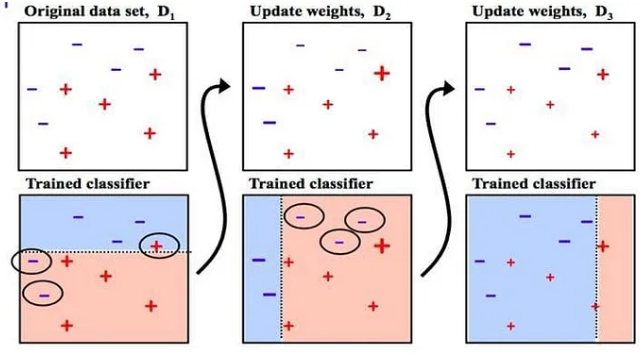 Original data set, D1
Update weights, D2
Update weights, D3
Trained classifier
Trained classifier
Trained classifier